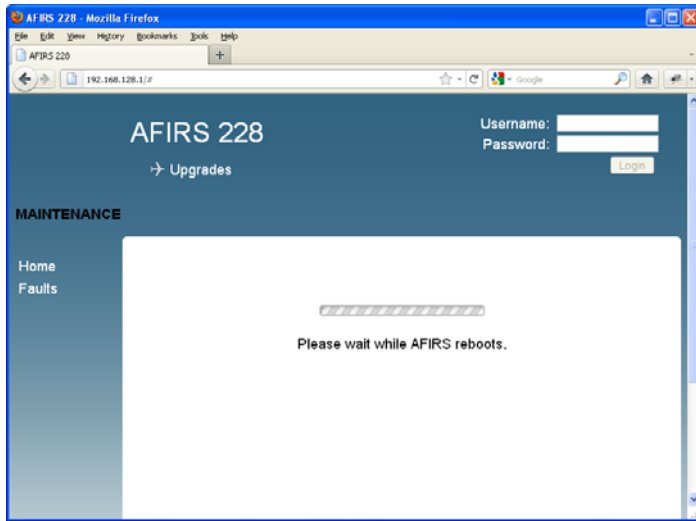 AFIRS 228 - Mozilla Firefox
File Edit View History Bookmarks Tools Help
AFIRS 228
192.168.128.1/#
Google
AFIRS 228
Username:
Password:
Login
Upgrades
MAINTENANCE
Home
Faults
Please wait while AFIRS reboots.